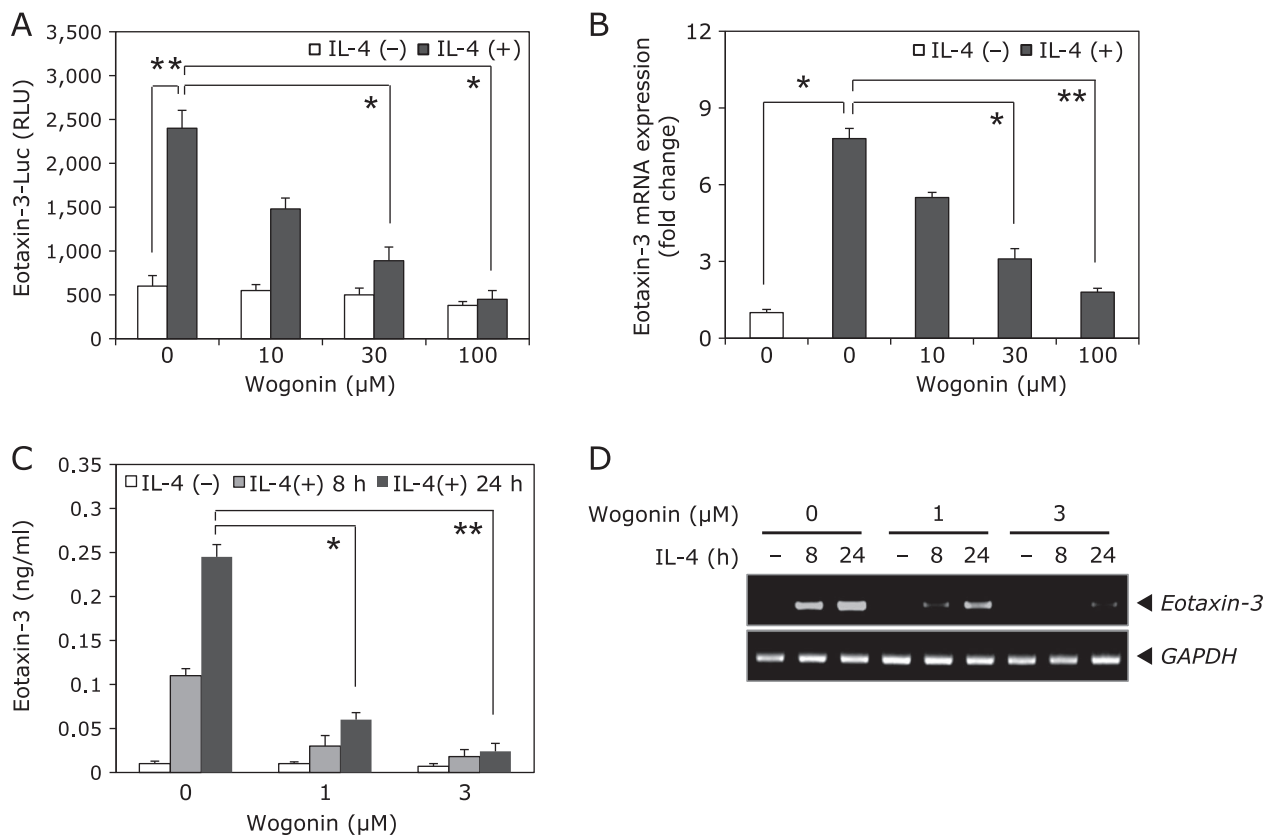 A
Eotaxin-3-Luc (RLU)
3,500
3,000
2,500
2,000
1,500
1,000
500
0
IL-4 (–) IL-4 (+)
**
*
*
0 10 30 100
Wogonin (µM)
B
Eotaxin-3 mRNA expression
(fold change)
12
9
6
3
0
IL-4 (–) IL-4 (+)
*
**
*
0 0 10 30 100
Wogonin (µM)
C
Eotaxin-3 (ng/ml)
0.35
0.3
0.25
0.2
0.15
0.1
0.05
0
IL-4 (–) IL-4(+) 8 h IL-4(+) 24 h
*
**
0 1 3
Wogonin (µM)
D
Wogonin (µM) 0 1 3
IL-4 (h) – 8 24 – 8 24 – 8 24
Eotaxin-3
GAPDH